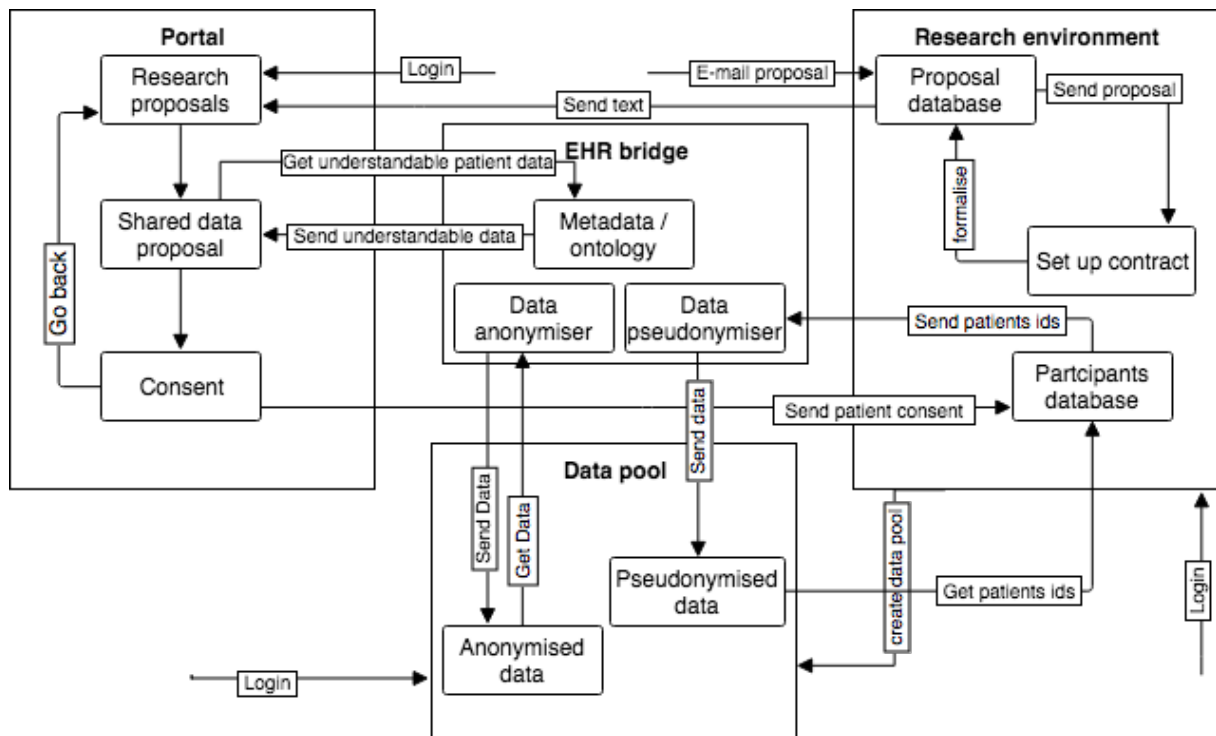 Portal
Research environment
Research
proposals
Login
E-mail proposal
Proposal
database
Send proposal
Send text
EHR bridge
Get understandable patient data
formalise
Shared data
proposal
Send understandable data
Metadata /
ontology
Set up contract
Go back
Data
anonymiser
Data
pseudonymiser
Send patients ids
Consent
Partcipants
database
Send patient consent
Send data
Data pool
Send Data
Get Data
create data pool
Pseudonymised
data
Get patients ids
Login
Anonymised
data
Login